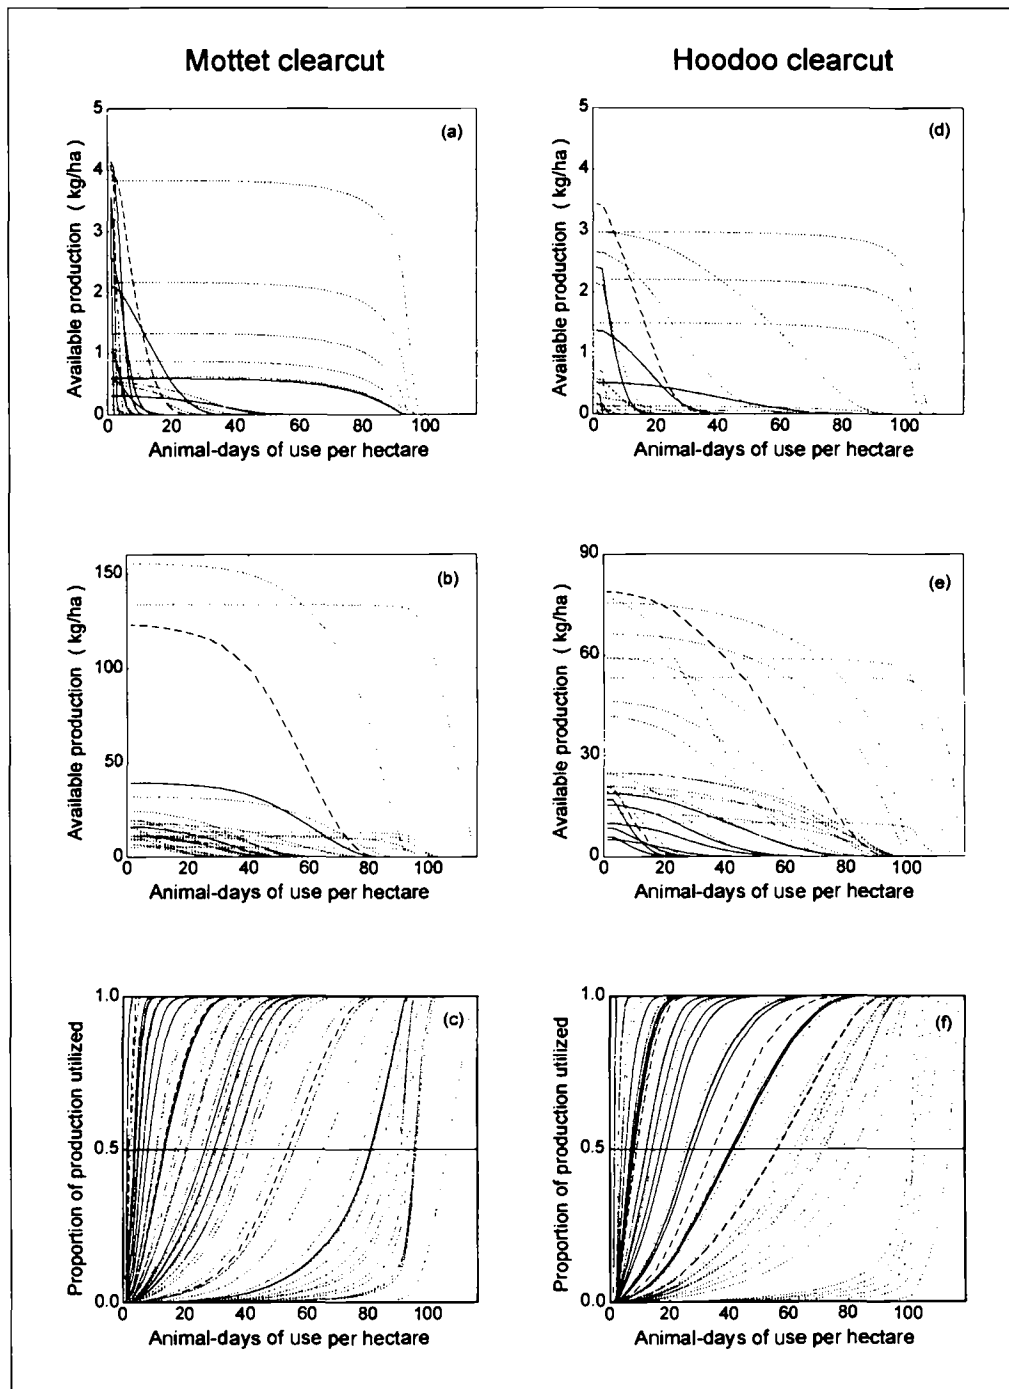 Mottet clearcut
Hoodoo clearcut
Available production ( kg/ha)
5
4
3
2
1
0
(a)
0 20 40 60 80 100
Animal-days of use per hectare
Available production ( kg/ha)
5
4
3
2
1
0
(d)
0 20 40 60 80 100
Animal-days of use per hectare
Available production ( kg/ha)
150
100
50
0
(b)
0 20 40 60 80 100
Animal-days of use per hectare
Available production ( kg/ha)
90
60
30
0
(e)
0 20 40 60 80 100
Animal-days of use per hectare
Proportion of production utilized
1.0
0.5
0.0
(c)
0 20 40 60 80 100
Animal-days of use per hectare
Proportion of production utilized
1.0
0.5
0.0
(f)
0 20 40 60 80 100
Animal-days of use per hectare